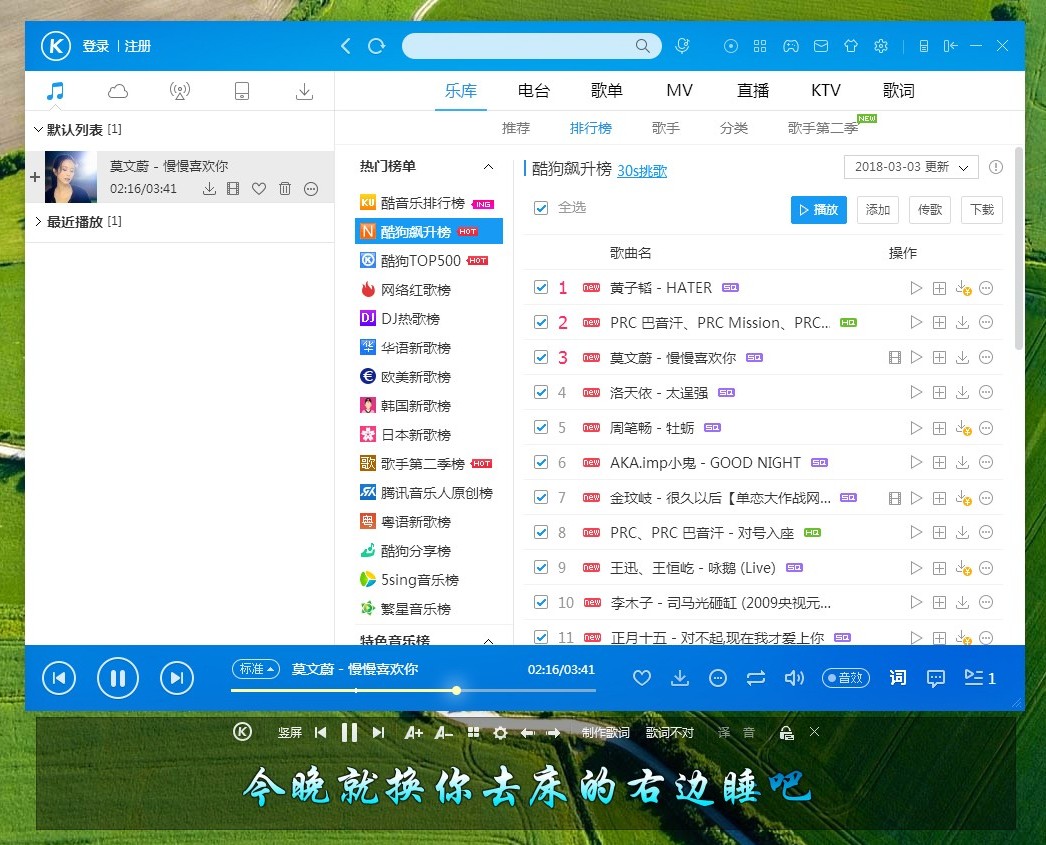 登录 注册
乐库 电台 歌单 MV 直播 KTV 歌词
推荐 排行榜 歌手 分类 歌手第二季 NEW
默认列表 [1]
莫文蔚 - 慢慢喜欢你
02:16/03:41
最近播放 [1]
热门榜单
KU 酷音乐排行榜 ING
N 酷狗飙升榜 HOT
酷狗TOP500 HOT
网络红歌榜
DJ DJ热歌榜
华 华语新歌榜
欧美新歌榜
韩国新歌榜
日本新歌榜
歌 歌手第二季榜 HOT
腾讯音乐人原创榜
粤 粤语新歌榜
酷狗分享榜
5sing音乐榜
繁星音乐榜
特色音乐榜
酷狗飙升榜 30s挑歌 2018-03-03 更新
全选 播放 添加 传歌 下载
歌曲名 操作
1 new 黄子韬 - HATER SQ
2 new PRC 巴音汗、PRC Mission、PRC... HQ
3 new 莫文蔚 - 慢慢喜欢你 SQ
4 new 洛天依 - 太逞强 SQ
5 new 周笔畅 - 牡蛎 SQ
6 new AKA.imp小鬼 - GOOD NIGHT SQ
7 new 金玟岐 - 很久以后【单恋大作战网... SQ
8 new PRC、PRC 巴音汗 - 对号入座 HQ
9 new 王迅、王恒屹 - 咏鹅 (Live) SQ
10 new 李木子 - 司马光砸缸 (2009央视元...
11 new 正月十五 - 对不起,现在我才爱上你 SQ
标准 莫文蔚 - 慢慢喜欢你 02:16/03:41
音效 词 1
竖屏 A+ A- 制作歌词 歌词不对 译 音
今晚就换你去床的右边睡吧